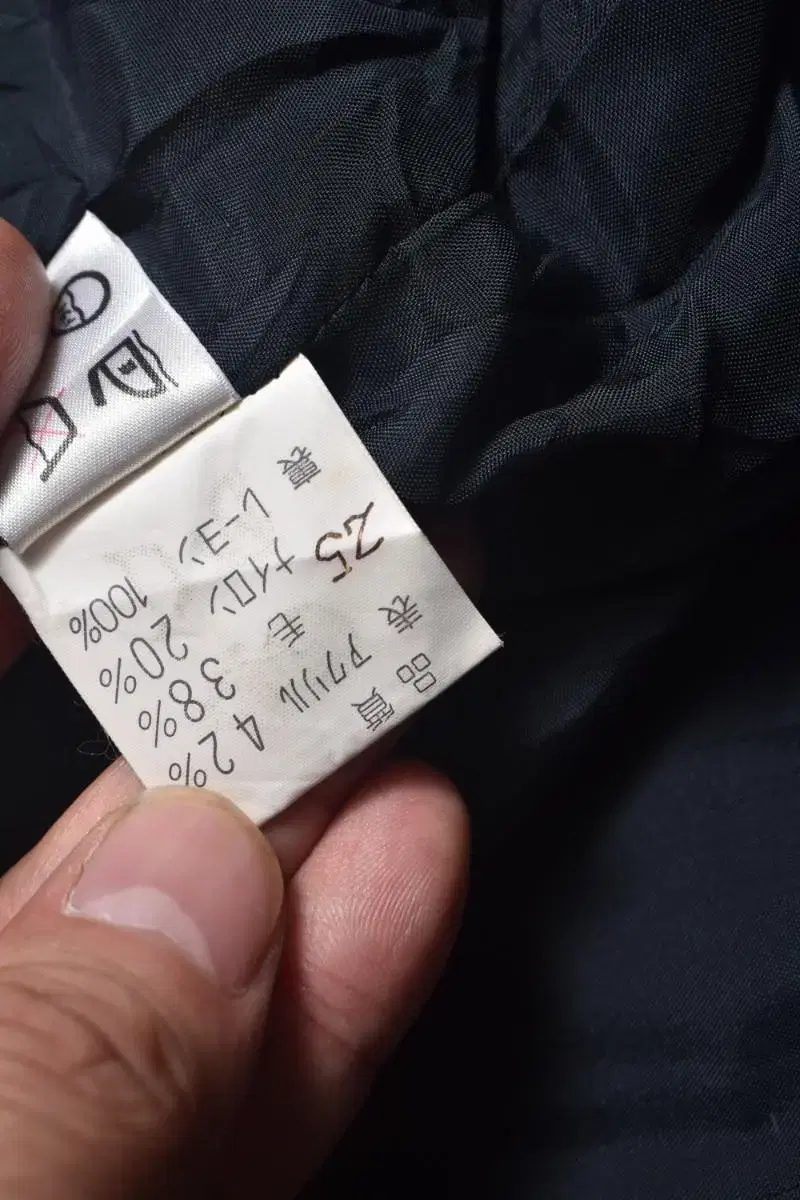 品質
表 アクリル 42%
毛 38%
25
ナイロン 20%
裏 レーヨン 100%